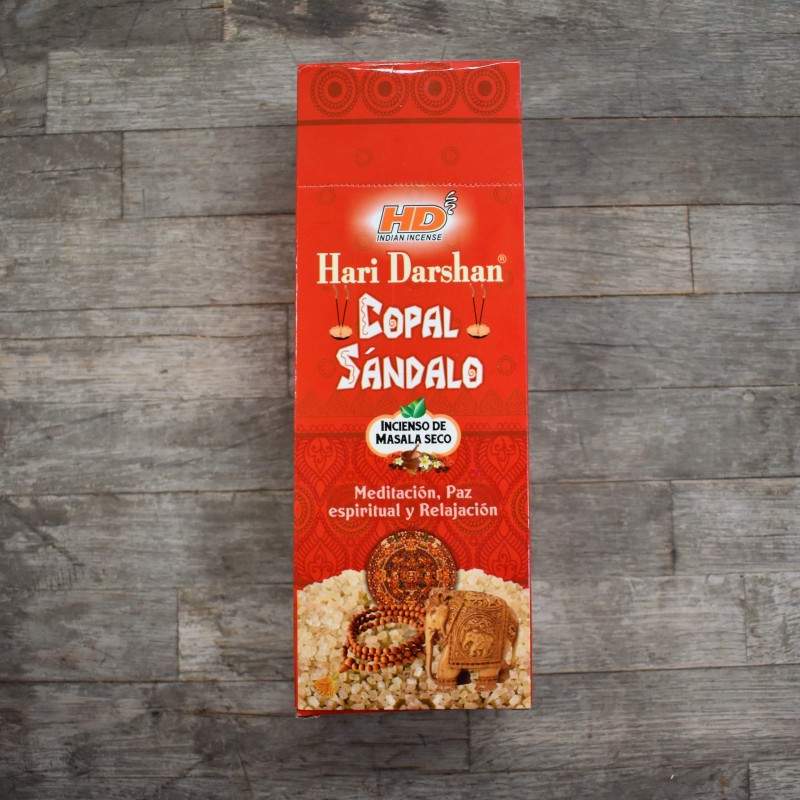 HD
INDIAN INCENSE
Hari Darshan®
COPAL
SÁNDALO
INCIENSO DE
MASALA SECO
Meditación, Paz
espiritual y Relajación